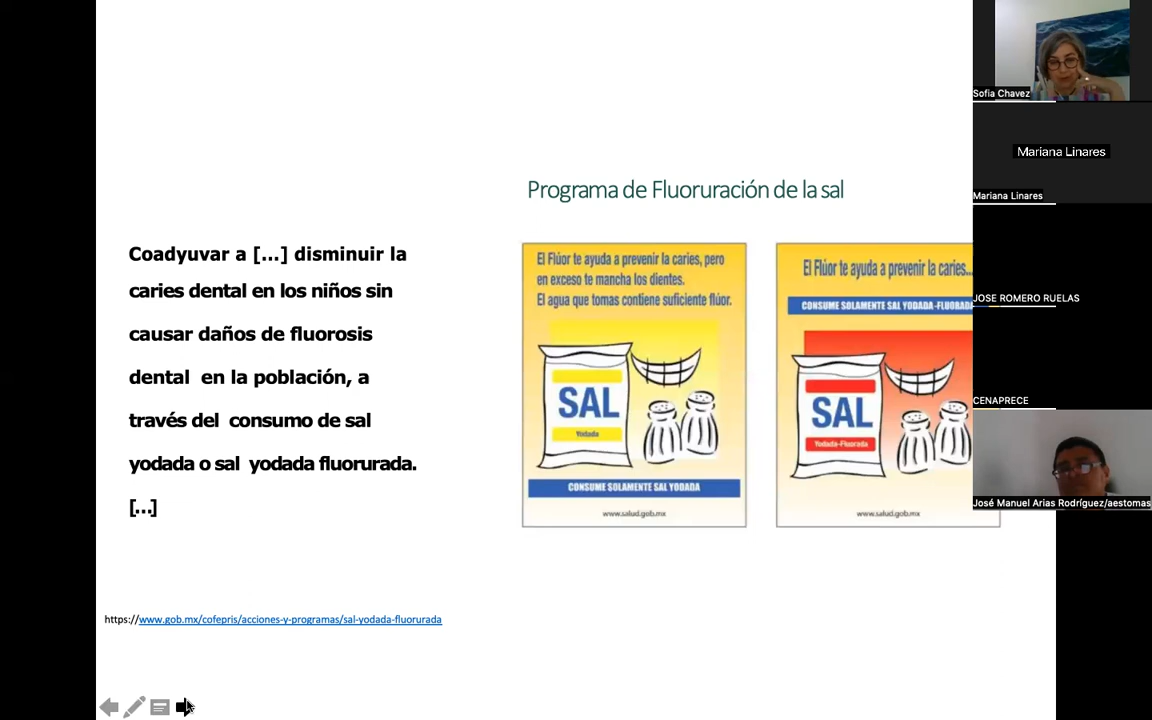 Programa de Fluoruración de la sal
Coadyuvar a [...] disminuir la
caries dental en los niños sin
causar daños de fluorosis
dental en la población, a
través del consumo de sal
yodada o sal yodada fluorurada.
[...]
https://www.gob.mx/cofepris/acciones-y-programas/sal-yodada-fluorurada
El Flúor te ayuda a prevenir la caries, pero
en exceso te mancha los dientes.
El agua que tomas contiene suficiente flúor.
SAL
Yodada
CONSUME SOLAMENTE SAL YODADA
www.salud.gob.mx
El Flúor te ayuda a prevenir la caries...
CONSUME SOLAMENTE SAL YODADA-FLUORADA
SAL
Yodada-Fluorada
www.salud.gob.mx
Sofia Chavez
Mariana Linares
Mariana Linares
JOSE ROMERO RUELAS
CENAPRECE
José Manuel Arias Rodríguez/aestomas